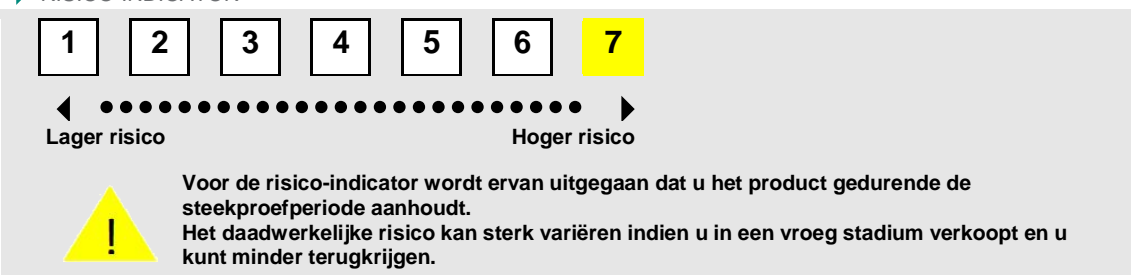 RISICO-INDICATOR
1 2 3 4 5 6 7
Lager risico Hoger risico
Voor de risico-indicator wordt ervan uitgegaan dat u het product gedurende de
steekproefperiode aanhoudt.
! Het daadwerkelijke risico kan sterk variëren indien u in een vroeg stadium verkoopt en u
kunt minder terugkrijgen.